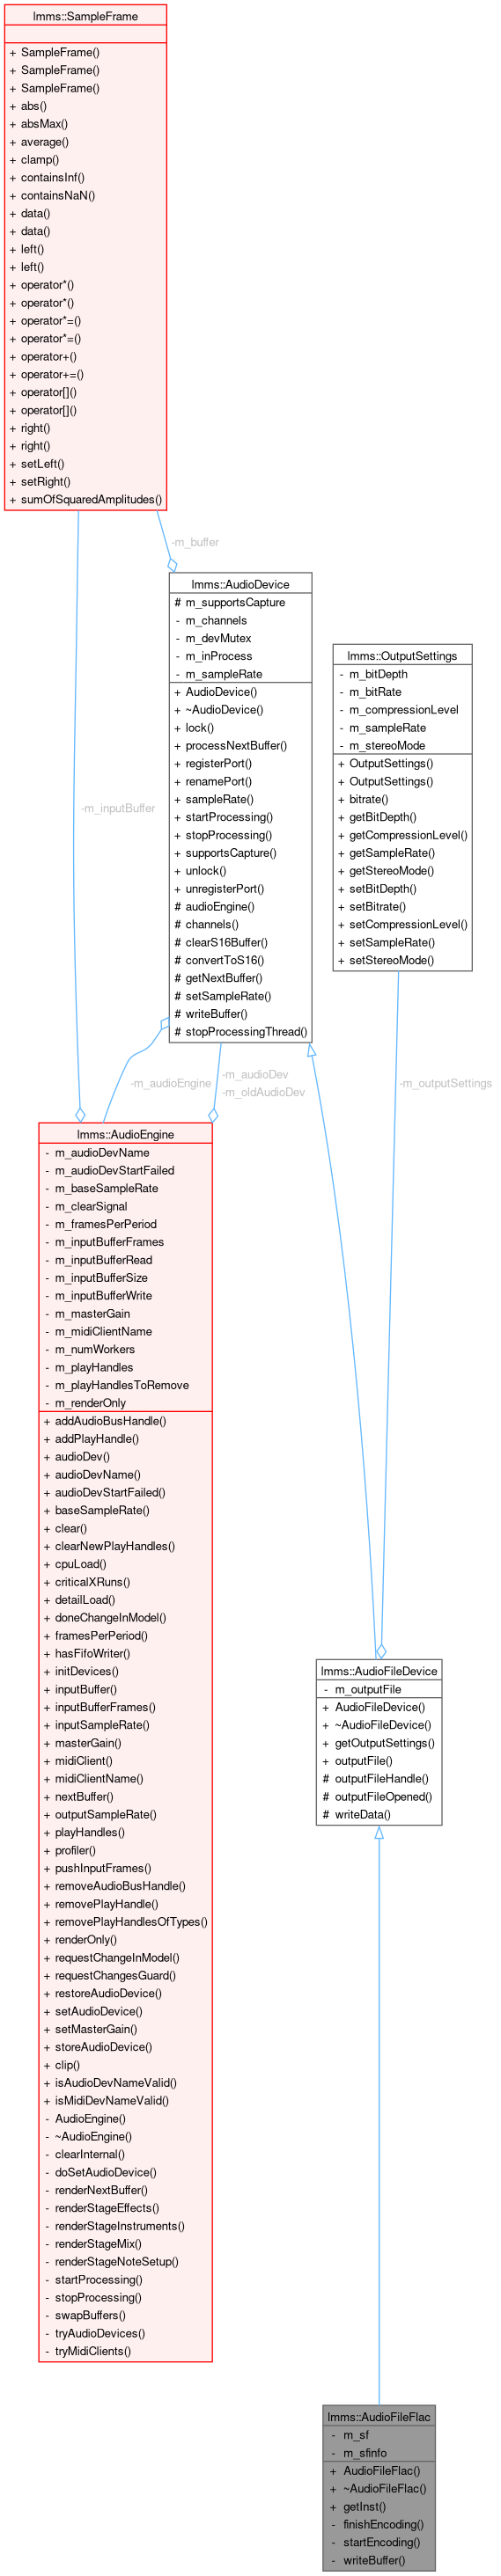 lmms::SampleFrame
+ SampleFrame()
+ SampleFrame()
+ SampleFrame()
+ abs()
+ absMax()
+ average()
+ clamp()
+ containsInf()
+ containsNaN()
+ data()
+ data()
+ left()
+ left()
+ operator*()
+ operator*()
+ operator*=()
+ operator*=()
+ operator+()
+ operator+=()
+ operator[]()
+ operator[]()
+ right()
+ right()
+ setLeft()
+ setRight()
+ sumOfSquaredAmplitudes()
-m_buffer
lmms::AudioDevice
# m_supportsCapture
- m_channels
- m_devMutex
- m_inProcess
- m_sampleRate
+ AudioDevice()
+ ~AudioDevice()
+ lock()
+ processNextBuffer()
+ registerPort()
+ renamePort()
+ sampleRate()
+ startProcessing()
+ stopProcessing()
+ supportsCapture()
+ unlock()
+ unregisterPort()
# audioEngine()
# channels()
# clearS16Buffer()
# convertToS16()
# getNextBuffer()
# setSampleRate()
# writeBuffer()
# stopProcessingThread()
lmms::OutputSettings
- m_bitDepth
- m_bitRate
- m_compressionLevel
- m_sampleRate
- m_stereoMode
+ OutputSettings()
+ OutputSettings()
+ bitrate()
+ getBitDepth()
+ getCompressionLevel()
+ getSampleRate()
+ getStereoMode()
+ setBitDepth()
+ setBitrate()
+ setCompressionLevel()
+ setSampleRate()
+ setStereoMode()
-m_inputBuffer
-m_audioEngine
-m_audioDev
-m_oldAudioDev
-m_outputSettings
lmms::AudioEngine
- m_audioDevName
- m_audioDevStartFailed
- m_baseSampleRate
- m_clearSignal
- m_framesPerPeriod
- m_inputBufferFrames
- m_inputBufferRead
- m_inputBufferSize
- m_inputBufferWrite
- m_masterGain
- m_midiClientName
- m_numWorkers
- m_playHandles
- m_playHandlesToRemove
- m_renderOnly
+ addAudioBusHandle()
+ addPlayHandle()
+ audioDev()
+ audioDevName()
+ audioDevStartFailed()
+ baseSampleRate()
+ clear()
+ clearNewPlayHandles()
+ cpuLoad()
+ criticalXRuns()
+ detailLoad()
+ doneChangeInModel()
+ framesPerPeriod()
+ hasFifoWriter()
+ initDevices()
+ inputBuffer()
+ inputBufferFrames()
+ inputSampleRate()
+ masterGain()
+ midiClient()
+ midiClientName()
+ nextBuffer()
+ outputSampleRate()
+ playHandles()
+ profiler()
+ pushInputFrames()
+ removeAudioBusHandle()
+ removePlayHandle()
+ removePlayHandlesOfTypes()
+ renderOnly()
+ requestChangeInModel()
+ requestChangesGuard()
+ restoreAudioDevice()
+ setAudioDevice()
+ setMasterGain()
+ storeAudioDevice()
+ clip()
+ isAudioDevNameValid()
+ isMidiDevNameValid()
- AudioEngine()
- ~AudioEngine()
- clearInternal()
- doSetAudioDevice()
- renderNextBuffer()
- renderStageEffects()
- renderStageInstruments()
- renderStageMix()
- renderStageNoteSetup()
- startProcessing()
- stopProcessing()
- swapBuffers()
- tryAudioDevices()
- tryMidiClients()
lmms::AudioFileDevice
- m_outputFile
+ AudioFileDevice()
+ ~AudioFileDevice()
+ getOutputSettings()
+ outputFile()
# outputFileHandle()
# outputFileOpened()
# writeData()
lmms::AudioFileFlac
- m_sf
- m_sfinfo
+ AudioFileFlac()
+ ~AudioFileFlac()
+ getInst()
- finishEncoding()
- startEncoding()
- writeBuffer()